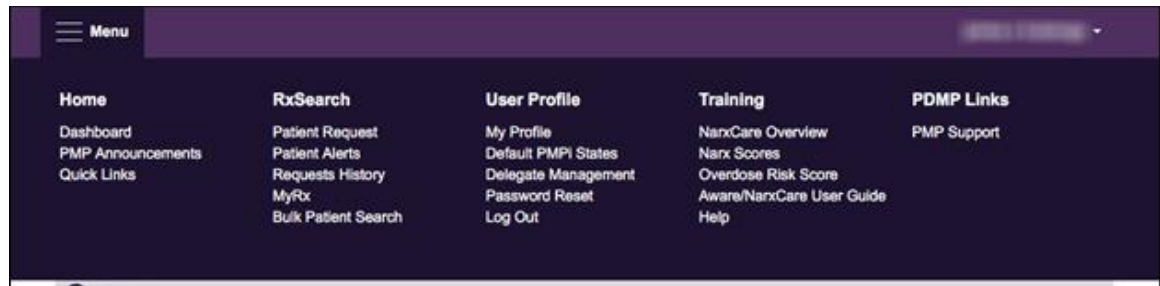 Menu
Home
Dashboard
PMP Announcements
Quick Links
RxSearch
Patient Request
Patient Alerts
Requests History
MyRx
Bulk Patient Search
User Profile
My Profile
Default PMPi States
Delegate Management
Password Reset
Log Out
Training
NarxCare Overview
Narx Scores
Overdose Risk Score
Aware/NarxCare User Guide
Help
PDMP Links
PMP Support